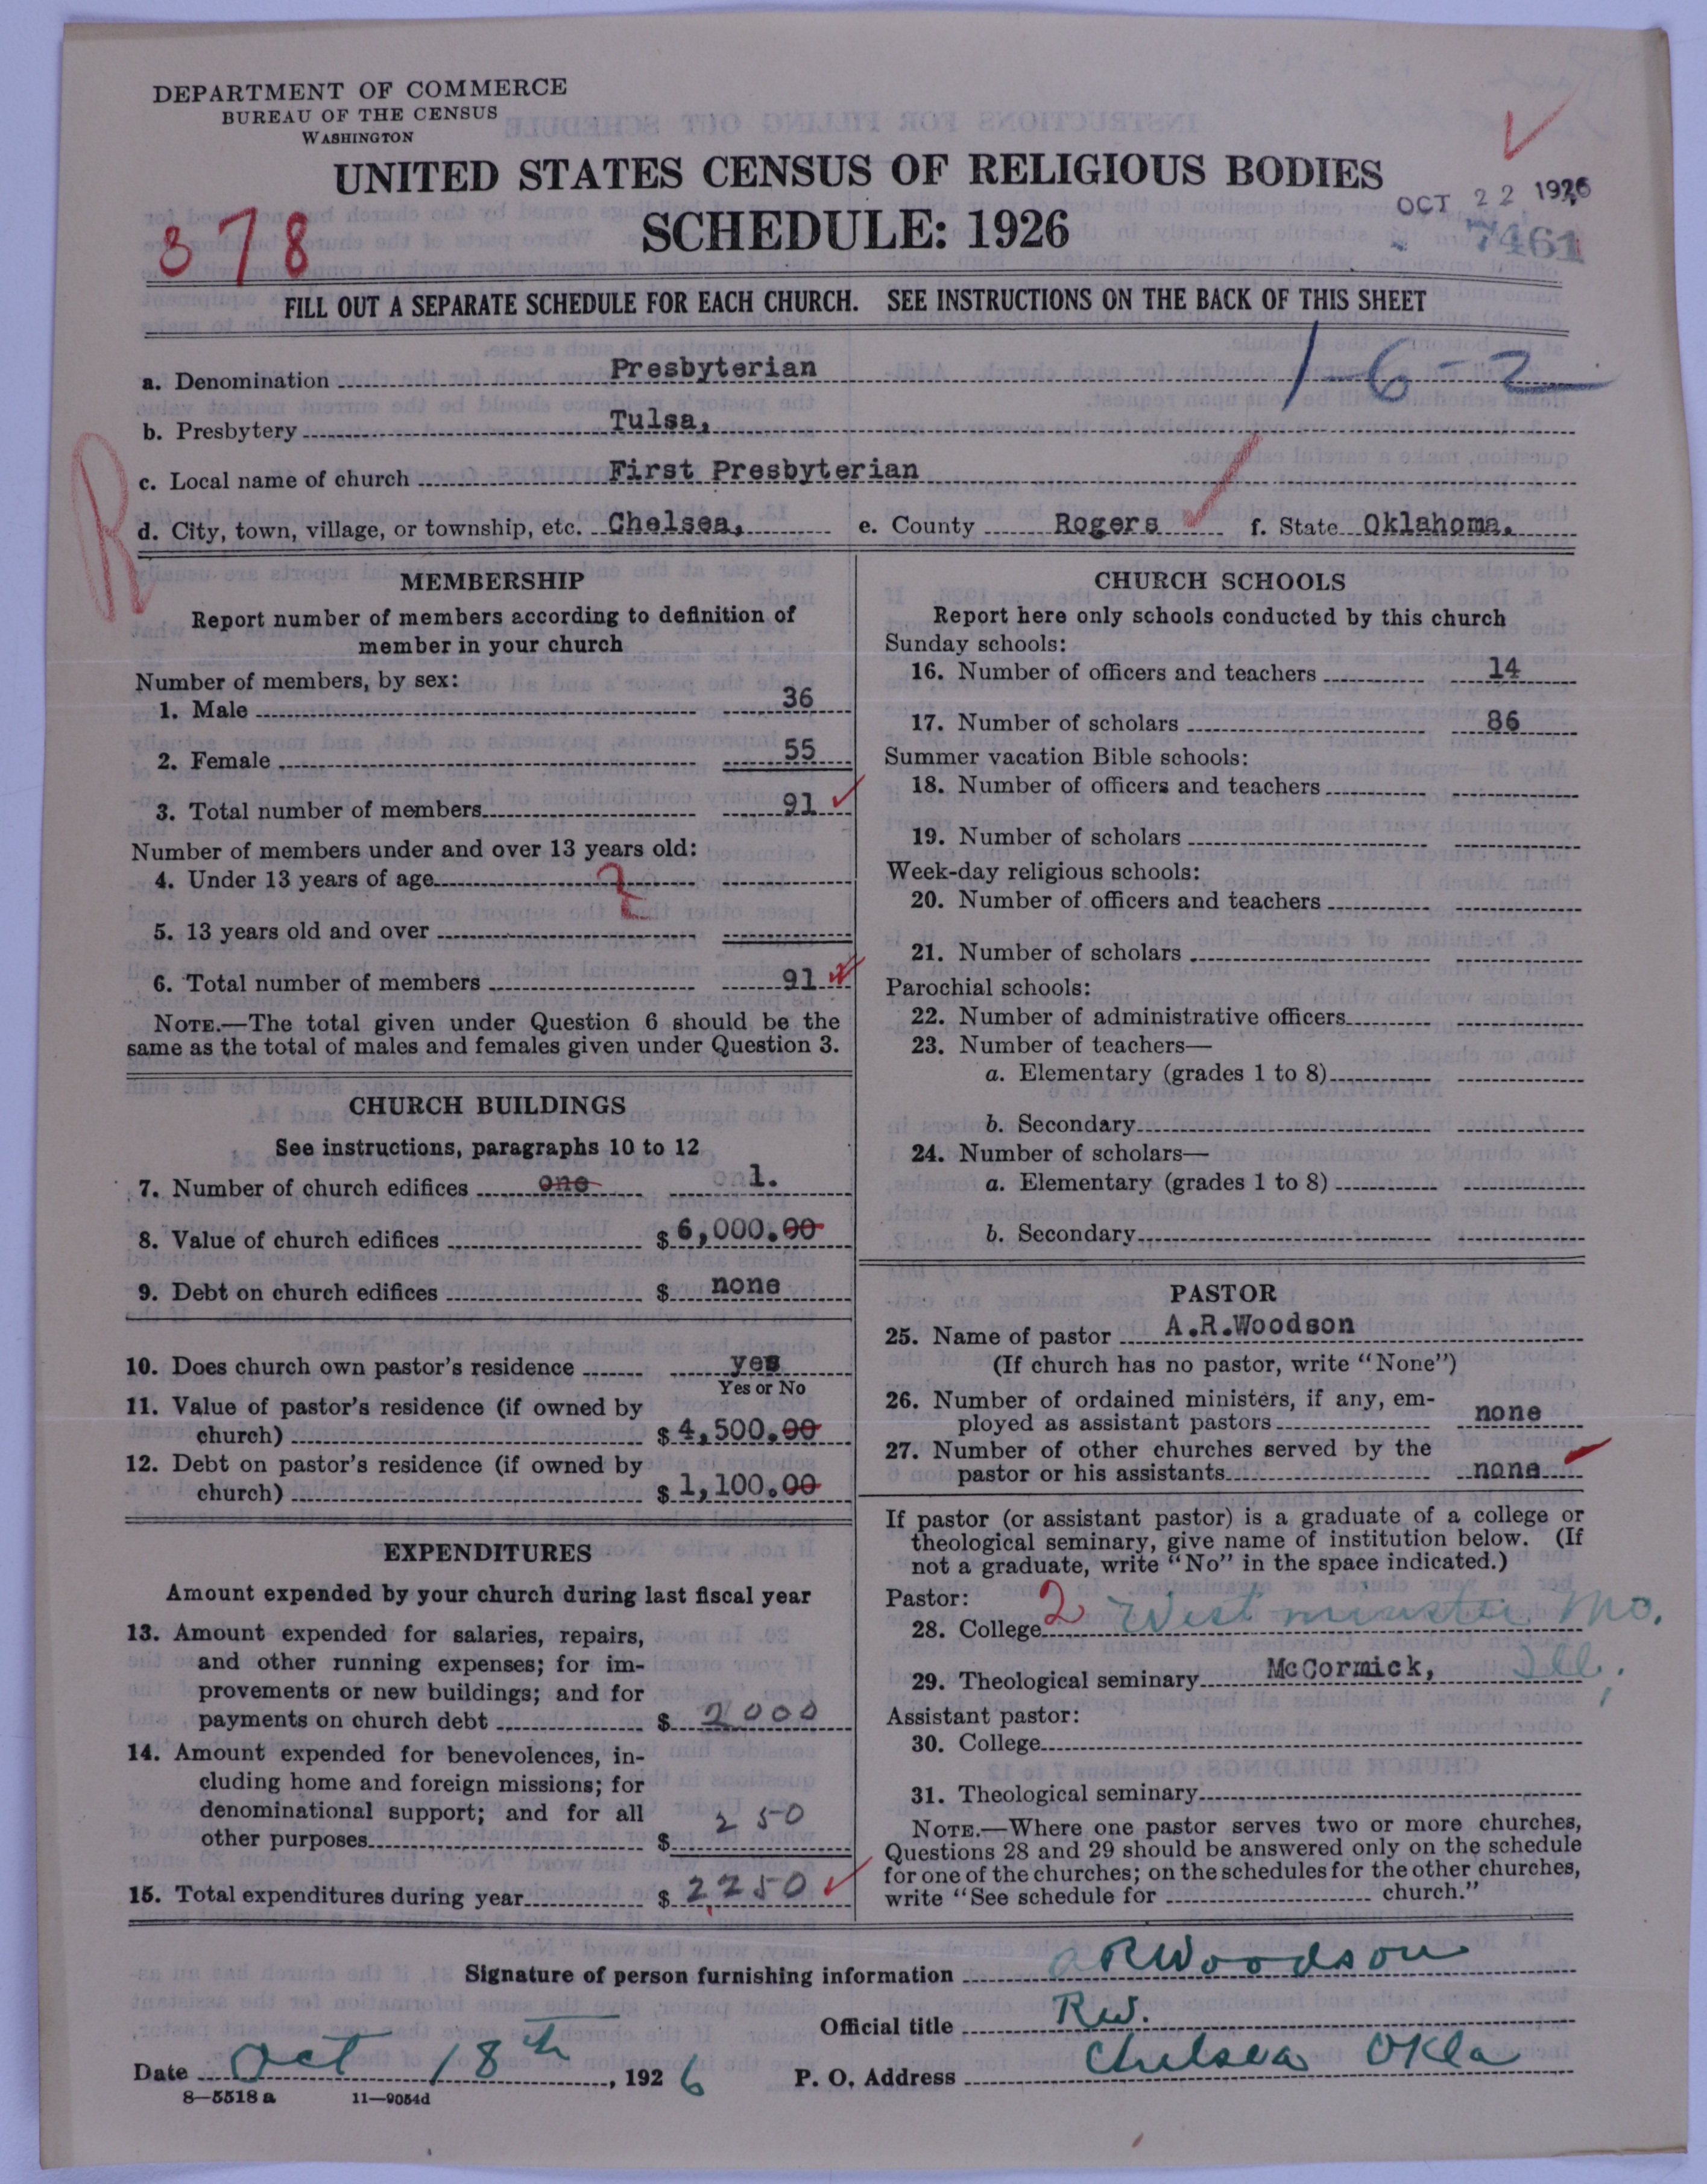 DEPARTMENT OF COMMERCE
BUREAU OF THE CENSUS
WASHINGTON
UNITED STATES CENSUS OF RELIGIOUS BODIES
SCHEDULE: 1926
OCT 22 1926
7461
378
FILL OUT A SEPARATE SCHEDULE FOR EACH CHURCH. SEE INSTRUCTIONS ON THE BACK OF THIS SHEET
1-6-2
a. Denomination Presbyterian
b. Presbytery Tulsa,
c. Local name of church First Presbyterian
R
d. City, town, village, or township, etc. Chelsea, e. County Rogers f. State Oklahoma.
MEMBERSHIP
Report number of members according to definition of
member in your church
Number of members, by sex:
1. Male 36
2. Female 55
3. Total number of members 91
Number of members under and over 13 years old:
4. Under 13 years of age
5. 13 years old and over
6. Total number of members 91
NOTE.—The total given under Question 6 should be the
same as the total of males and females given under Question 3.
CHURCH BUILDINGS
See instructions, paragraphs 10 to 12
7. Number of church edifices one 1.
8. Value of church edifices $ 6,000.00
9. Debt on church edifices $ none
10. Does church own pastor's residence yes
Yes or No
11. Value of pastor's residence (if owned by
church) $ 4,500.00
12. Debt on pastor's residence (if owned by
church) $ 1,100.00
EXPENDITURES
Amount expended by your church during last fiscal year
13. Amount expended for salaries, repairs,
and other running expenses; for im-
provements or new buildings; and for
payments on church debt $ 2000
14. Amount expended for benevolences, in-
cluding home and foreign missions; for
denominational support; and for all
other purposes $ 250
15. Total expenditures during year $ 2250
CHURCH SCHOOLS
Report here only schools conducted by this church
Sunday schools:
16. Number of officers and teachers 14
17. Number of scholars 86
Summer vacation Bible schools:
18. Number of officers and teachers
19. Number of scholars
Week-day religious schools:
20. Number of officers and teachers
21. Number of scholars
Parochial schools:
22. Number of administrative officers
23. Number of teachers—
a. Elementary (grades 1 to 8)
b. Secondary
24. Number of scholars—
a. Elementary (grades 1 to 8)
b. Secondary
PASTOR
25. Name of pastor A.R.Woodson
(If church has no pastor, write "None")
26. Number of ordained ministers, if any, em-
ployed as assistant pastors none
27. Number of other churches served by the
pastor or his assistants none
If pastor (or assistant pastor) is a graduate of a college or
theological seminary, give name of institution below. (If
not a graduate, write "No" in the space indicated.)
Pastor:
28. College 2 Westminster Mo.
29. Theological seminary McCormick, Ill.
Assistant pastor:
30. College
31. Theological seminary
NOTE.—Where one pastor serves two or more churches,
Questions 28 and 29 should be answered only on the schedule
for one of the churches; on the schedules for the other churches,
write "See schedule for church."
Signature of person furnishing information A R Woodson
Official title Rev.
Date Oct 18th, 1926 P. O. Address Chelsea Okla
8—5518 a 11—9054d